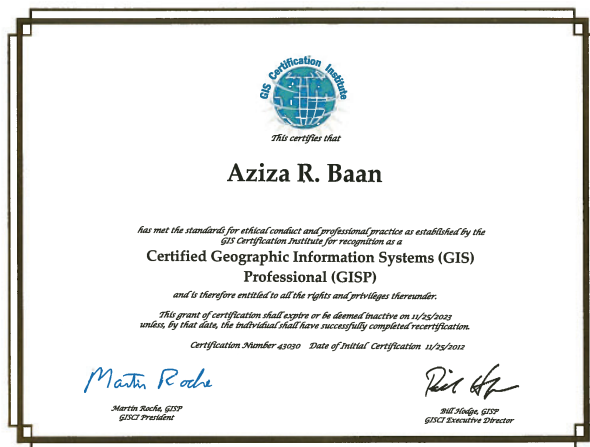 GIS Certification Institute
This certifies that
Aziza R. Baan
has met the standards for ethical conduct and professional practice as established by the
GIS Certification Institute for recognition as a
Certified Geographic Information Systems (GIS)
Professional (GISP)
and is therefore entitled to all the rights and privileges thereunder.
This grant of certification shall expire or be deemed inactive on 11/25/2023
unless, by that date, the individual shall have successfully completed recertification.
Certification Number 43030 Date of Initial Certification 11/25/2012
Martin Roche
Martin Roche, GISP
GISCI President
Bill Hodge, GISP
GISCI Executive Director